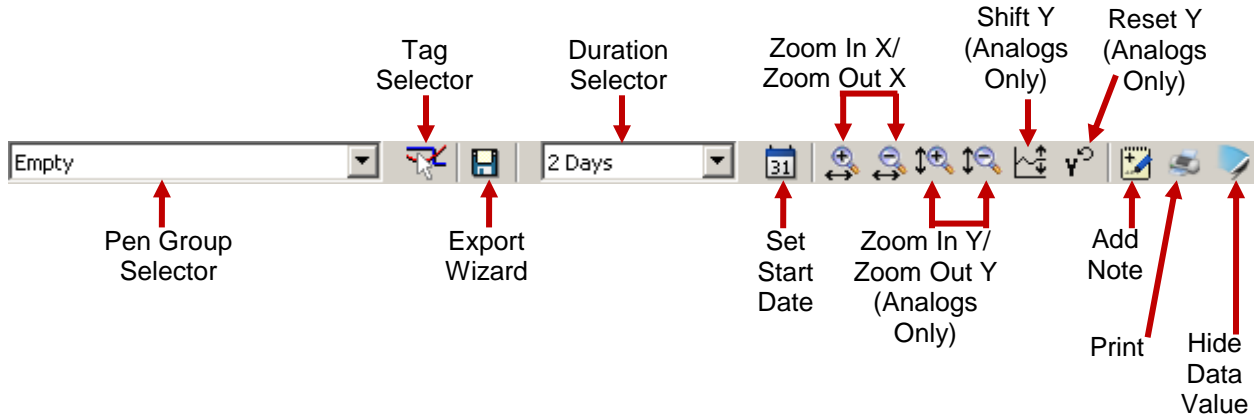 Shift Y
(Analogs
Only)
Reset Y
(Analogs
Only)
Tag
Selector
Duration
Selector
Zoom In X/
Zoom Out X
Empty
2 Days
31
Y
Pen Group
Selector
Export
Wizard
Set
Start
Date
Zoom In Y/
Zoom Out Y
(Analogs
Only)
Add
Note
Print
Hide
Data
Value